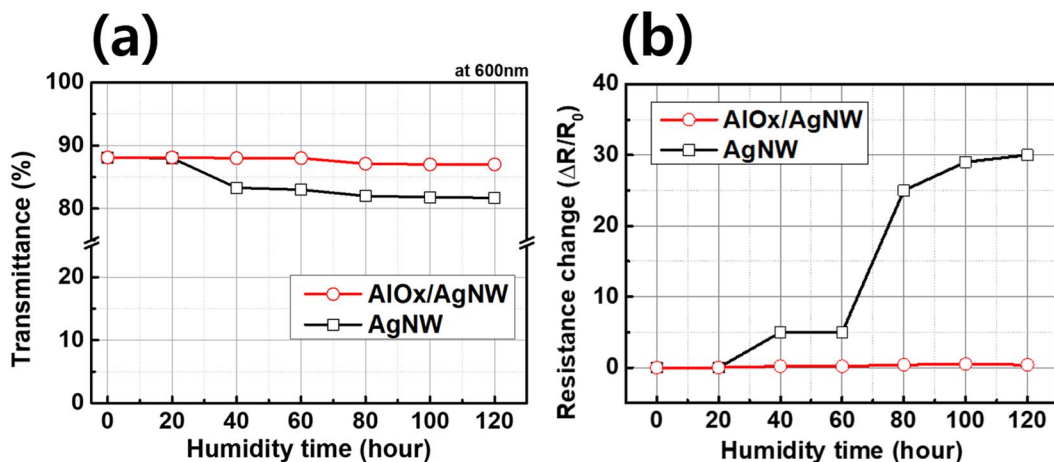 (a)
at 600nm
Transmittance (%)
100
90
80
20
10
0
AlOx/AgNW
AgNW
0 20 40 60 80 100 120
Humidity time (hour)
(b)
Resistance change (ΔR/R₀)
40
30
20
10
0
AlOx/AgNW
AgNW
0 20 40 60 80 100 120
Humidity time (hour)